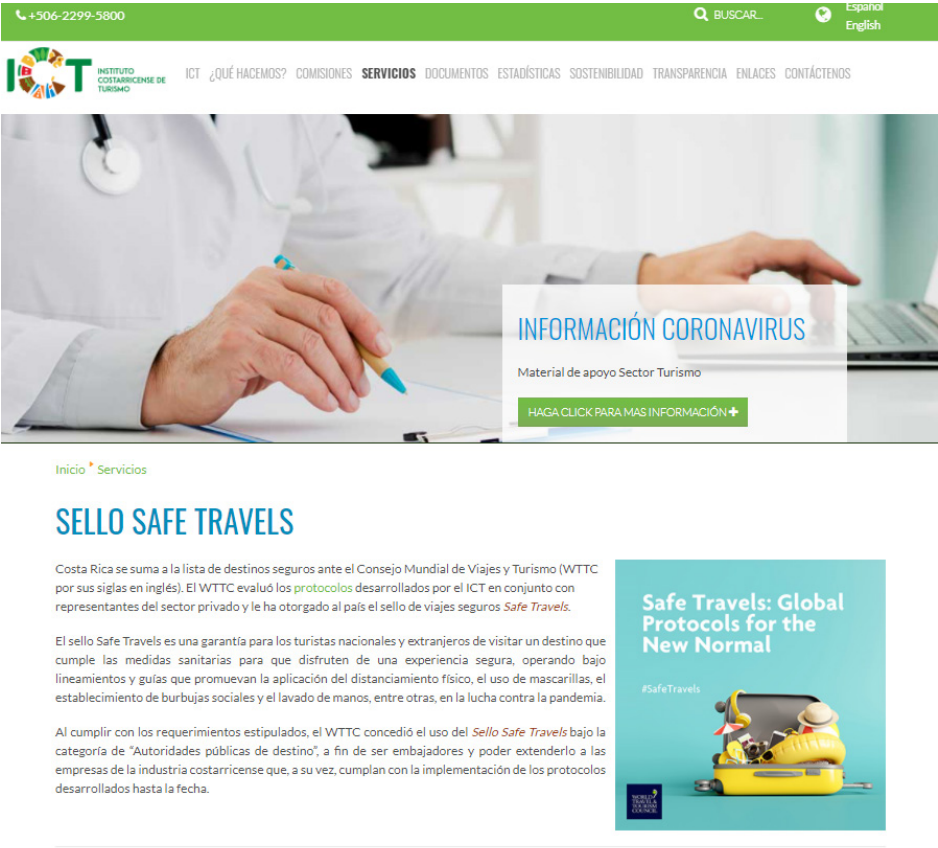 +506-2299-5800
BUSCAR...
Español
English
ICT
INSTITUTO
COSTARRICENSE DE
TURISMO
ICT ¿QUÉ HACEMOS? COMISIONES SERVICIOS DOCUMENTOS ESTADÍSTICAS SOSTENIBILIDAD TRANSPARENCIA ENLACES CONTÁCTENOS
INFORMACIÓN CORONAVIRUS
Material de apoyo Sector Turismo
HAGA CLICK PARA MAS INFORMACIÓN
Inicio Servicios
SELLO SAFE TRAVELS
Costa Rica se suma a la lista de destinos seguros ante el Consejo Mundial de Viajes y Turismo (WTTC
por sus siglas en inglés). El WTTC evaluó los protocolos desarrollados por el ICT en conjunto con
representantes del sector privado y le ha otorgado al país el sello de viajes seguros Safe Travels.
El sello Safe Travels es una garantía para los turistas nacionales y extranjeros de visitar un destino que
cumple las medidas sanitarias para que disfruten de una experiencia segura, operando bajo
lineamientos y guías que promuevan la aplicación del distanciamiento físico, el uso de mascarillas, el
establecimiento de burbujas sociales y el lavado de manos, entre otras, en la lucha contra la pandemia.
Al cumplir con los requerimientos estipulados, el WTTC concedió el uso del Sello Safe Travels bajo la
categoría de “Autoridades públicas de destino”, a fin de ser embajadores y poder extenderlo a las
empresas de la industria costarricense que, a su vez, cumplan con la implementación de los protocolos
desarrollados hasta la fecha.
Safe Travels: Global
Protocols for the
New Normal
#SafeTravels
WORLD
TRAVEL &
TOURISM
COUNCIL